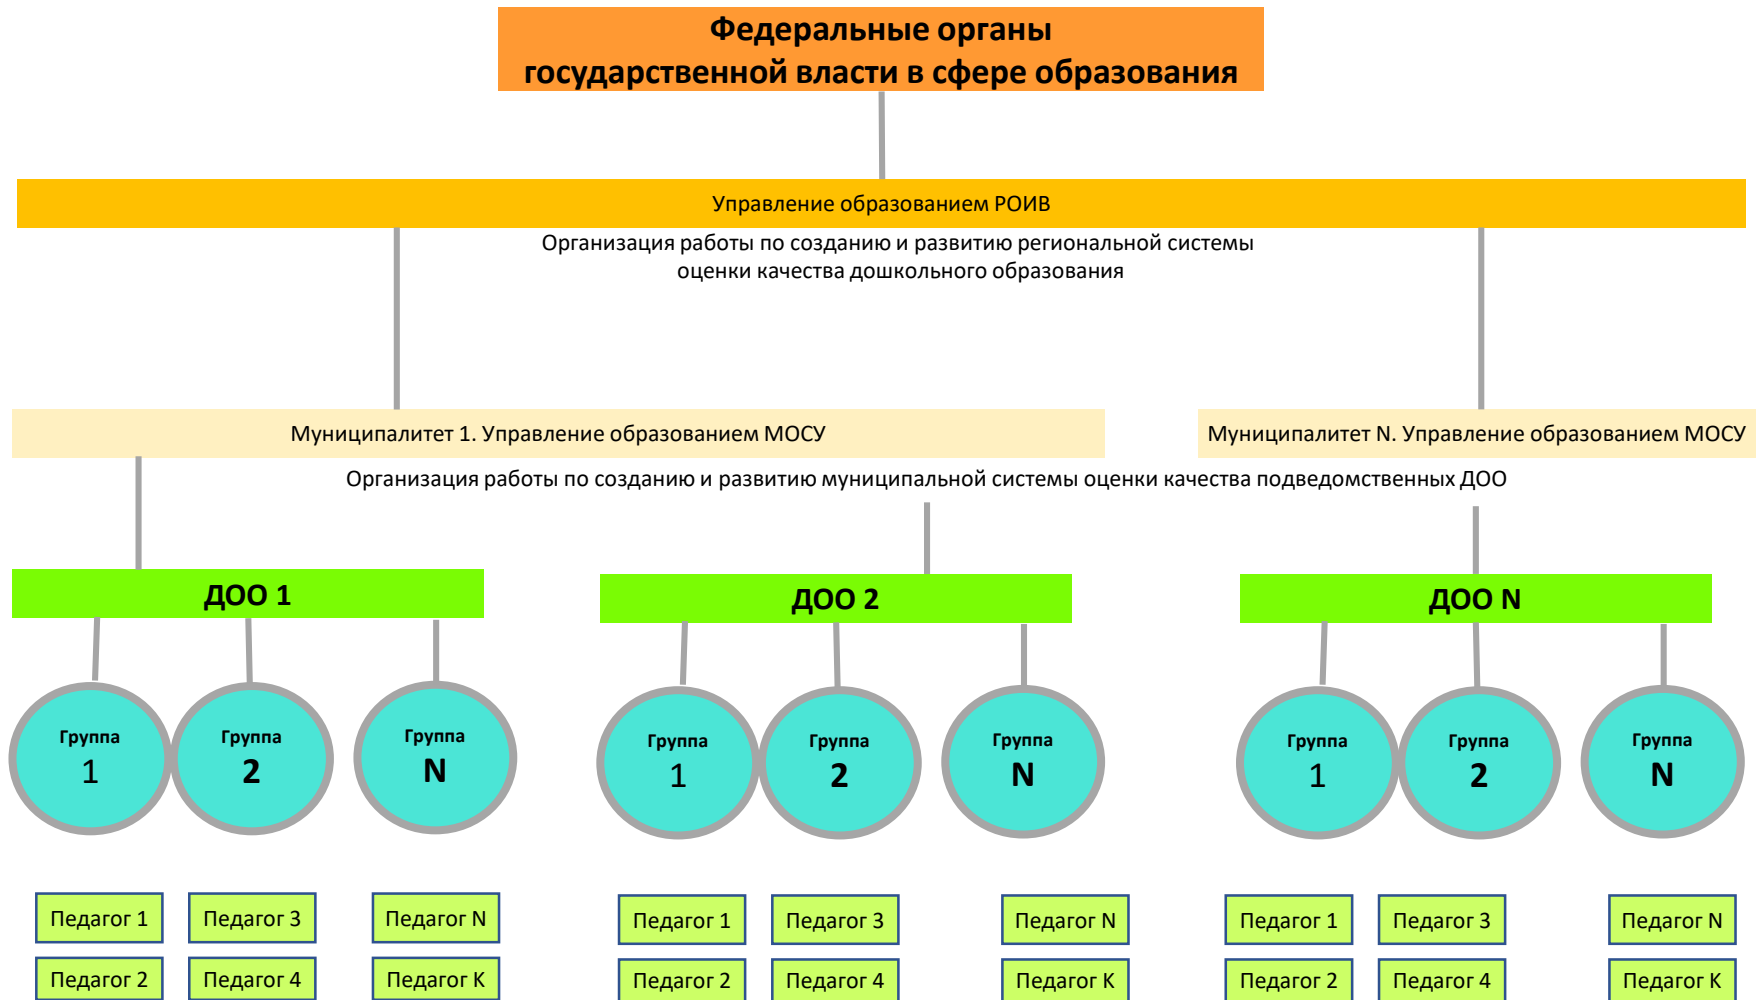 Федеральные органы
государственной власти в сфере образования
Управление образованием РОИВ
Организация работы по созданию и развитию региональной системы
оценки качества дошкольного образования
Муниципалитет 1. Управление образованием МОСУ
Муниципалитет N. Управление образованием МОСУ
Организация работы по созданию и развитию муниципальной системы оценки качества подведомственных ДОО
ДОО 1
ДОО 2
ДОО N
Группа
1
Группа
2
Группа
N
Группа
1
Группа
2
Группа
N
Группа
1
Группа
2
Группа
N
Педагог 1
Педагог 3
Педагог N
Педагог 1
Педагог 3
Педагог N
Педагог 1
Педагог 3
Педагог N
Педагог 2
Педагог 4
Педагог K
Педагог 2
Педагог 4
Педагог K
Педагог 2
Педагог 4
Педагог K